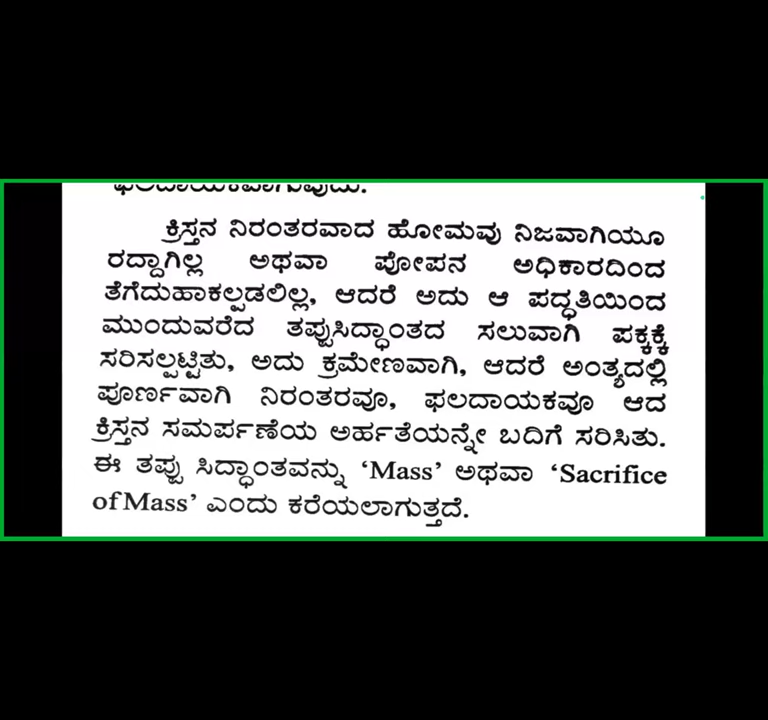 ಫಲದಾಯಕವಾಗುವುದು.
ಕ್ರಿಸ್ತನ ನಿರಂತರವಾದ ಹೋಮವು ನಿಜವಾಗಿಯೂ
ರದ್ದಾಗಿಲ್ಲ ಅಥವಾ ಪೋಪನ ಅಧಿಕಾರದಿಂದ
ತೆಗೆದುಹಾಕಲ್ಪಡಲಿಲ್ಲ, ಆದರೆ ಅದು ಆ ಪದ್ಧತಿಯಿಂದ
ಮುಂದುವರೆದ ತಪ್ಪುಸಿದ್ಧಾಂತದ ಸಲುವಾಗಿ ಪಕ್ಕಕ್ಕೆ
ಸರಿಸಲ್ಪಟ್ಟಿತು, ಅದು ಕ್ರಮೇಣವಾಗಿ, ಆದರೆ ಅಂತ್ಯದಲ್ಲಿ
ಪೂರ್ಣವಾಗಿ ನಿರಂತರವೂ, ಫಲದಾಯಕವೂ ಆದ
ಕ್ರಿಸ್ತನ ಸಮರ್ಪಣೆಯ ಅರ್ಹತೆಯನ್ನೇ ಬದಿಗೆ ಸರಿಸಿತು.
ಈ ತಪ್ಪು ಸಿದ್ಧಾಂತವನ್ನು ‘Mass’ ಅಥವಾ ‘Sacrifice
of Mass’ ಎಂದು ಕರೆಯಲಾಗುತ್ತದೆ.